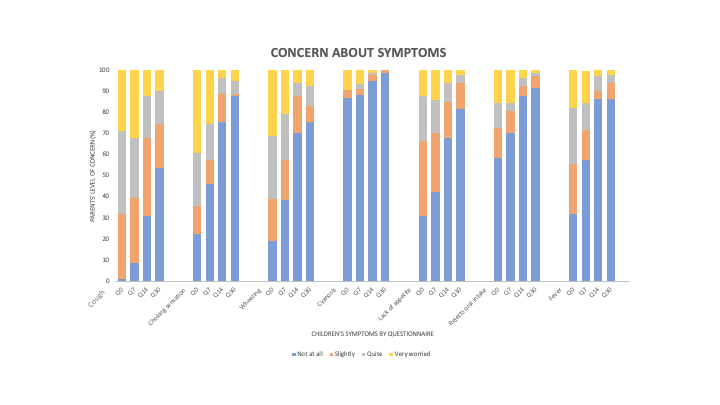 CONCERN ABOUT SYMPTOMS
PARENTS' LEVEL OF CONCERN (%)
100
90
80
70
60
50
40
30
20
10
0
Cough Q0 Q7 Q14 Q30
Choking sensation Q0 Q7 Q14 Q30
Wheezing Q0 Q7 Q14 Q30
Cyanosis Q0 Q7 Q14 Q30
Lack of appetite Q0 Q7 Q14 Q30
Rejects oral intake Q0 Q7 Q14 Q30
Fever Q0 Q7 Q14 Q30
CHILDREN'S SYMPTOMS BY QUESTIONNAIRE
Not at all Slightly Quite Very worried